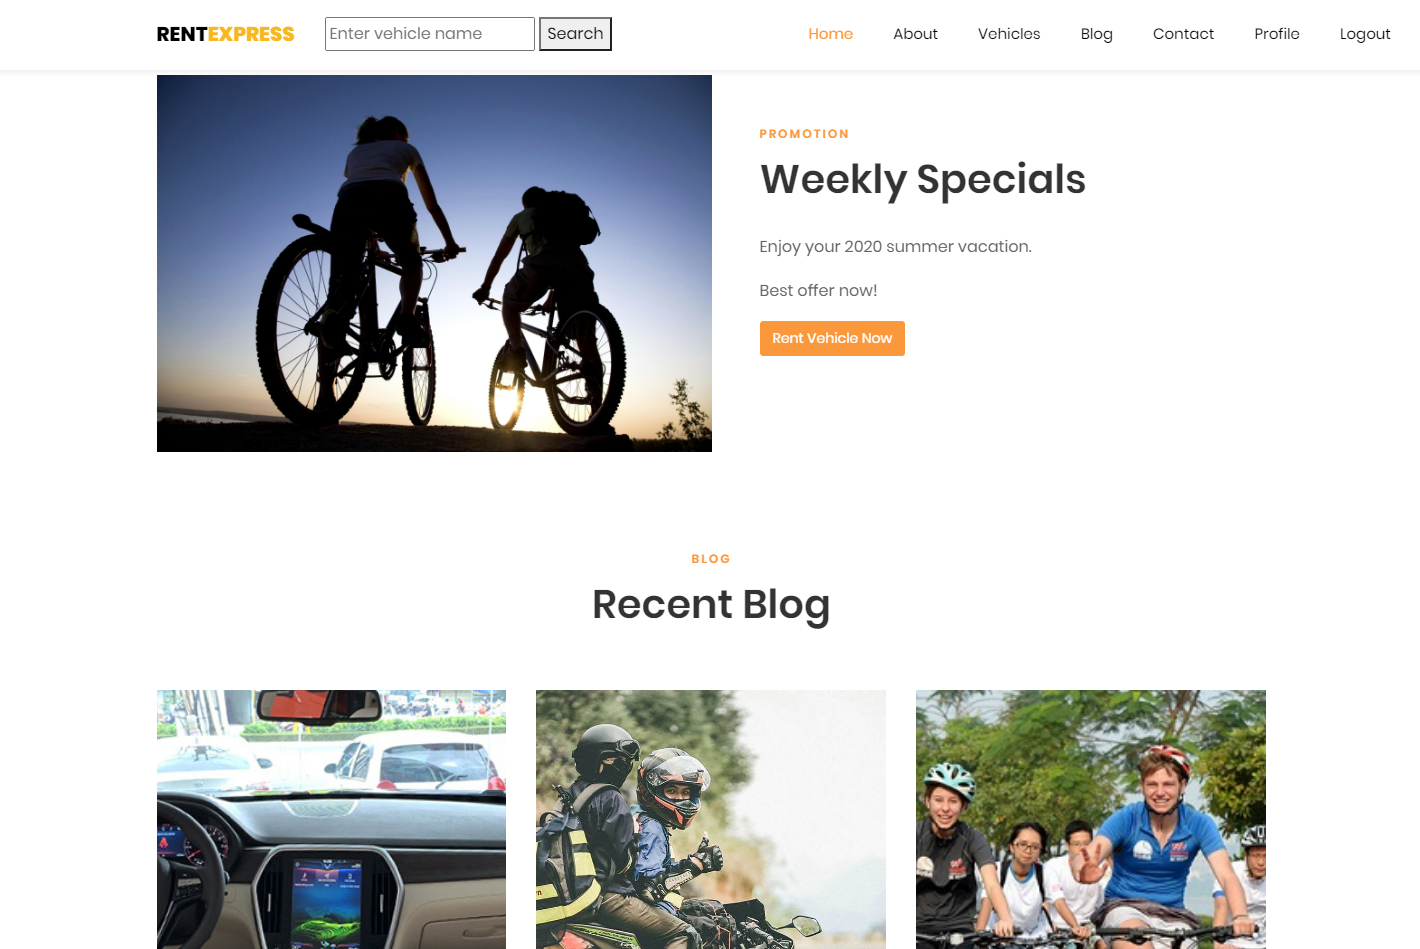 RENTEXPRESS
Enter vehicle name
Search
Home
About
Vehicles
Blog
Contact
Profile
Logout
PROMOTION
Weekly Specials
Enjoy your 2020 summer vacation.
Best offer now!
Rent Vehicle Now
BLOG
Recent Blog